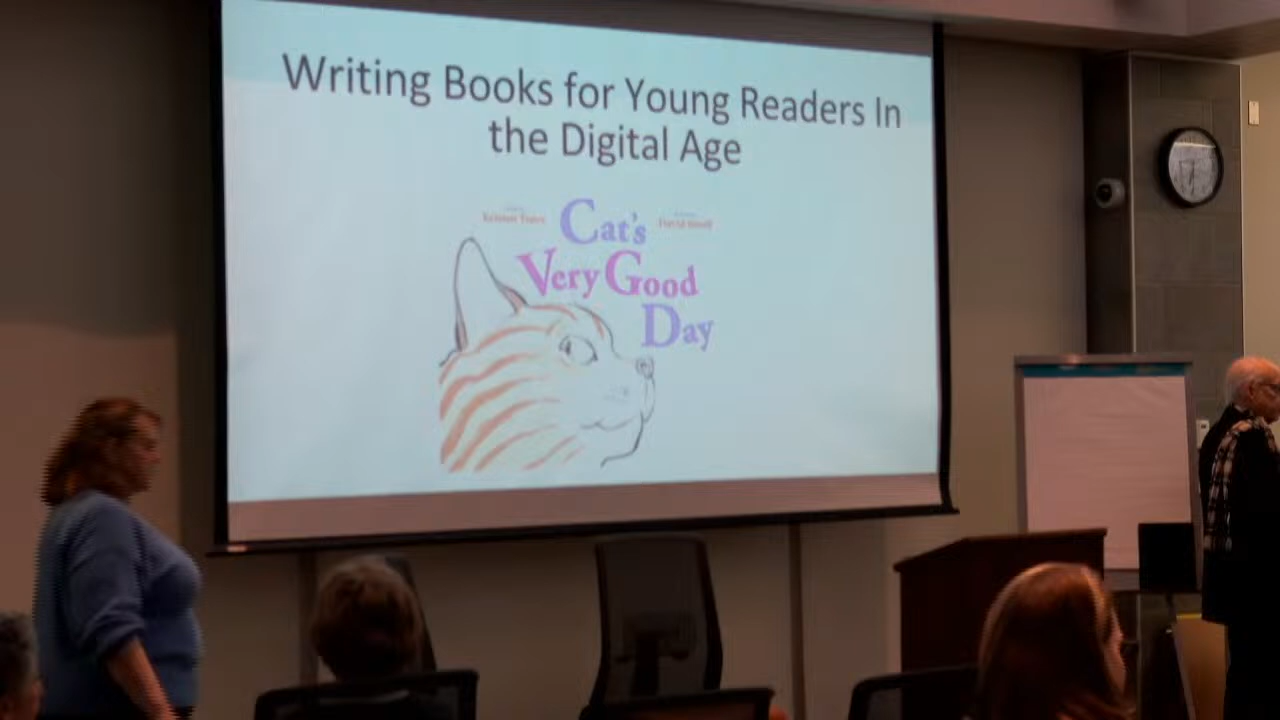 Writing Books for Young Readers In
the Digital Age
Cat's
Very Good
Day